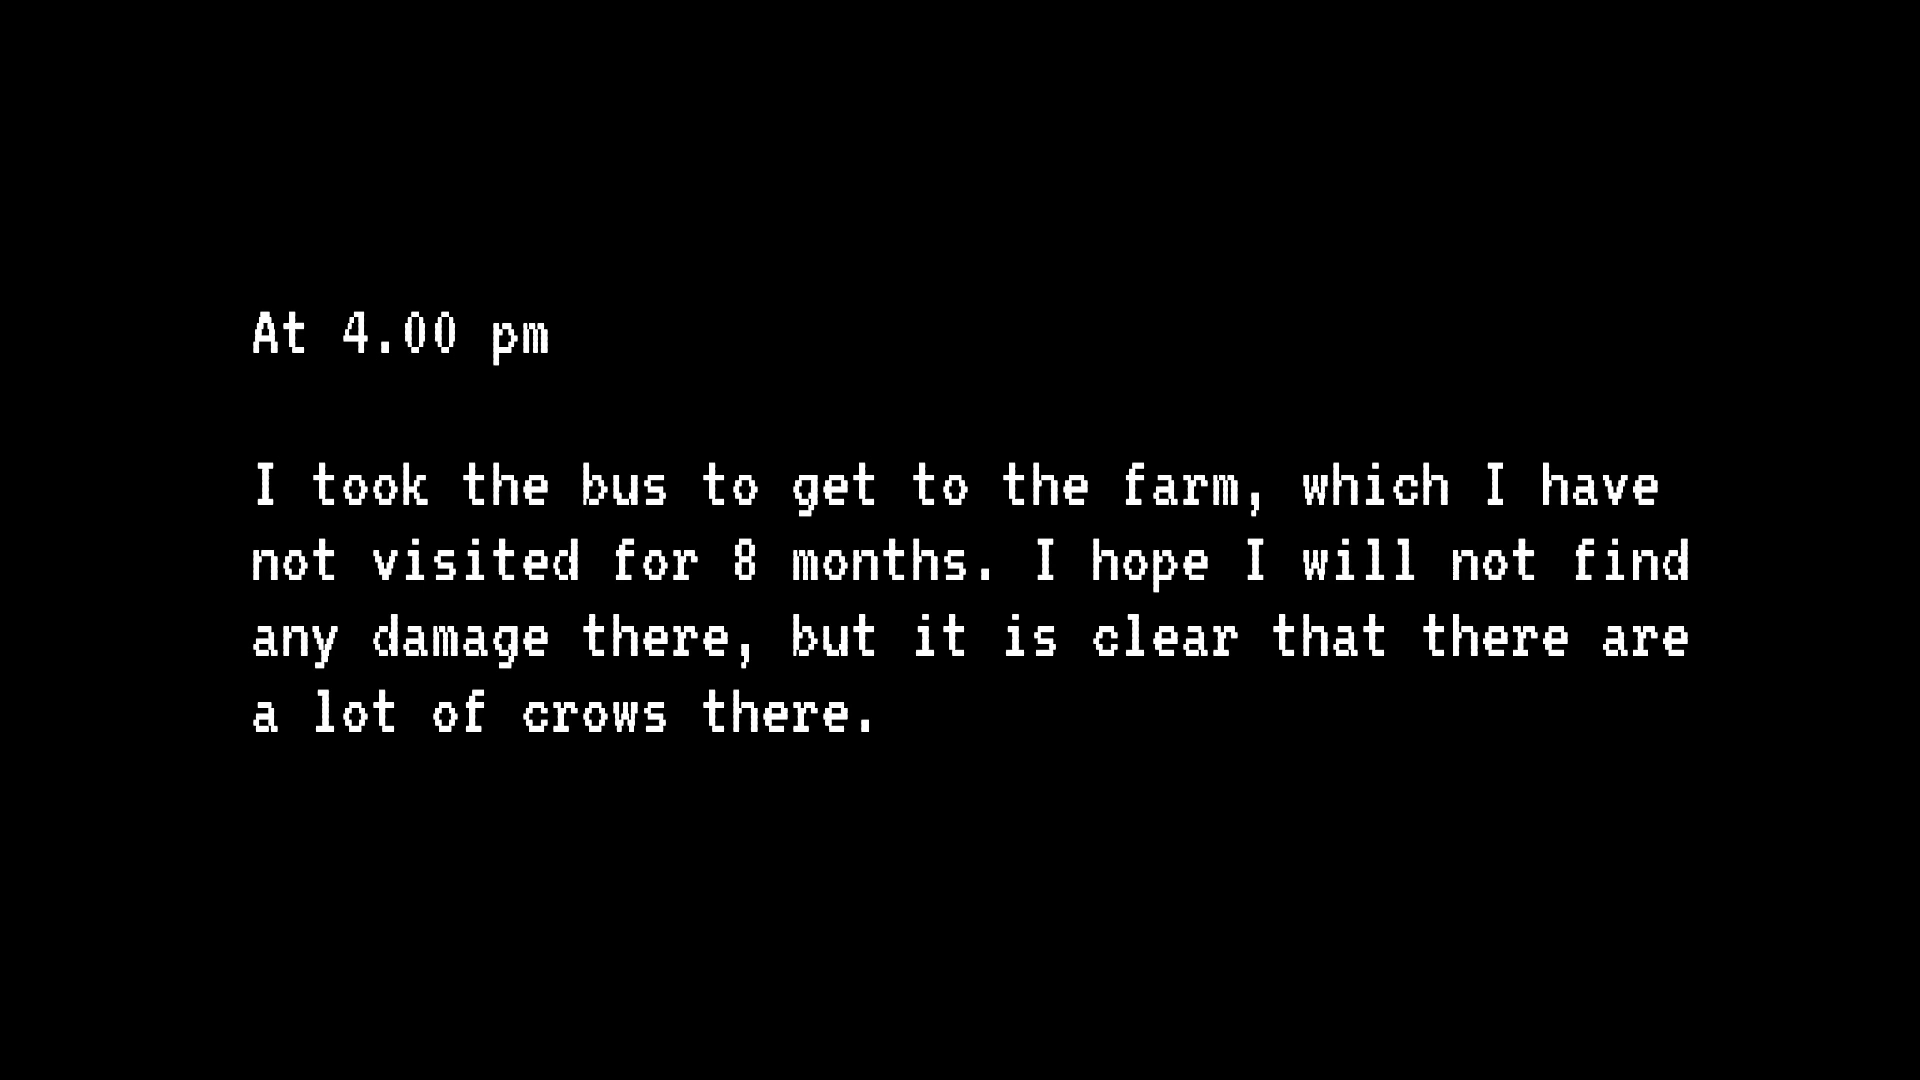 At 4.00 pm
I took the bus to get to the farm, which I have
not visited for 8 months. I hope I will not find
any damage there, but it is clear that there are
a lot of crows there.